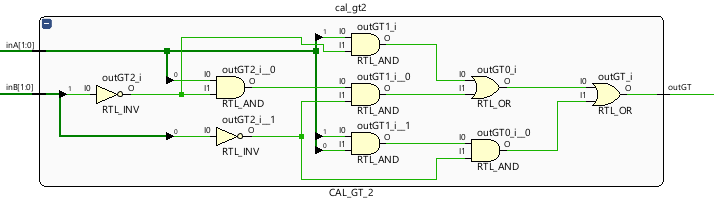 cal_gt2
inA[1:0]
inB[1:0]
1
outGT2_i
I0
O
RTL_INV
0
outGT2_i__0
I0
I1
O
RTL_AND
0
outGT2_i__1
I0
O
RTL_INV
1
outGT1_i
I0
I1
O
RTL_AND
outGT1_i__0
I0
I1
O
RTL_AND
1
0
outGT1_i__1
I0
I1
O
RTL_AND
outGT0_i
I0
I1
O
RTL_OR
outGT0_i__0
I0
I1
O
RTL_AND
outGT_i
I0
I1
O
RTL_OR
outGT
CAL_GT_2